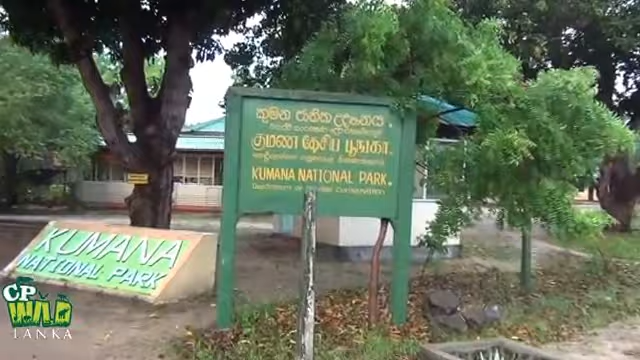 කුමන ජාතික උද්‍යානය
குமண தேசிய பூங்கா.
KUMANA NATIONAL PARK.
KUMANA
NATIONAL PARK
CP
WILD
LANKA